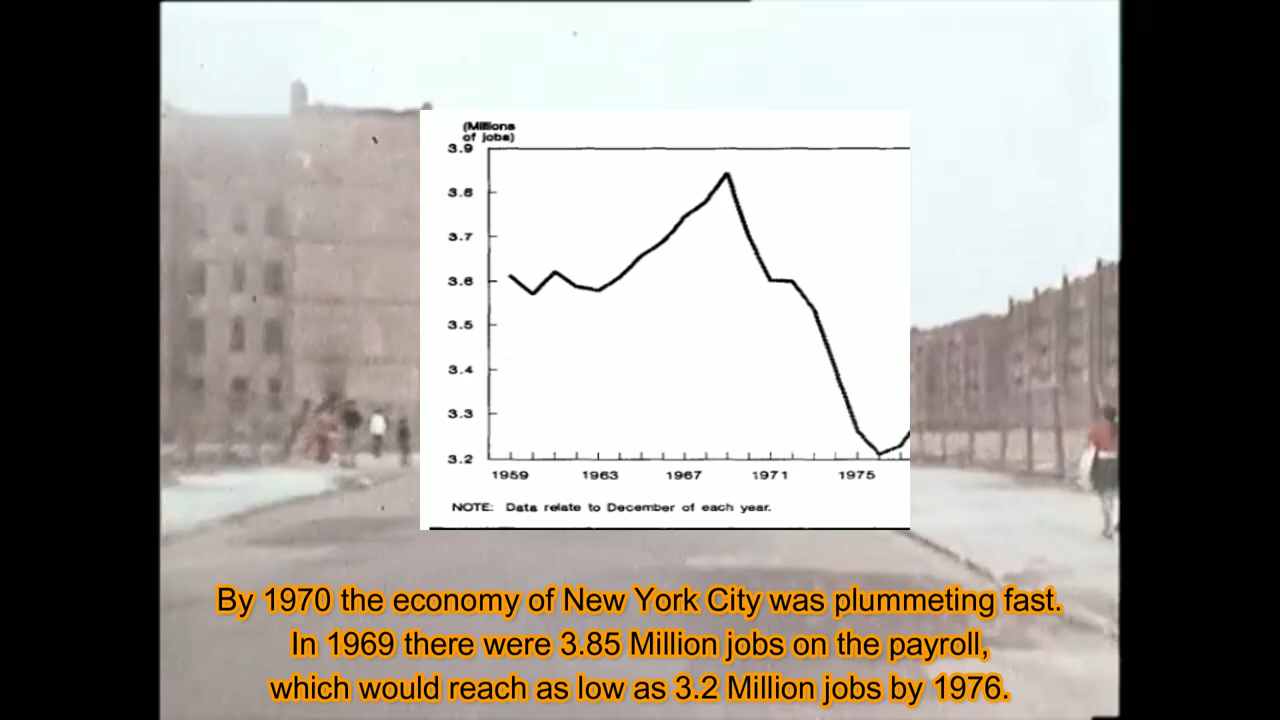 (Millions
of jobs)
3.9
3.8
3.7
3.6
3.5
3.4
3.3
3.2
1959 1963 1967 1971 1975
NOTE: Data relate to December of each year.
By 1970 the economy of New York City was plummeting fast.
In 1969 there were 3.85 Million jobs on the payroll,
which would reach as low as 3.2 Million jobs by 1976.